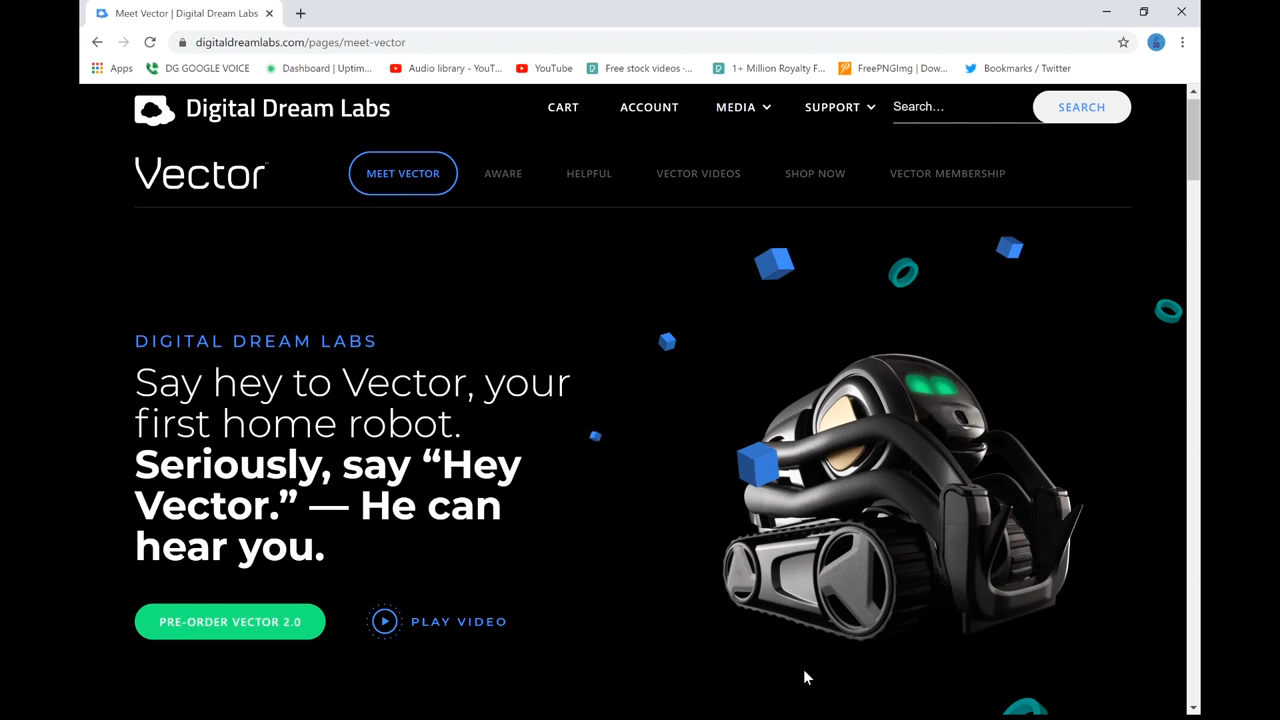 Meet Vector | Digital Dream Labs
digitaldreamlabs.com/pages/meet-vector
Apps DG GOOGLE VOICE Dashboard | Uptim... Audio library - YouT... YouTube Free stock videos -... 1+ Million Royalty F... FreePNGImg | Dow... Bookmarks / Twitter
Digital Dream Labs CART ACCOUNT MEDIA SUPPORT Search... SEARCH
Vector MEET VECTOR AWARE HELPFUL VECTOR VIDEOS SHOP NOW VECTOR MEMBERSHIP
DIGITAL DREAM LABS
Say hey to Vector, your
first home robot.
Seriously, say “Hey
Vector.” — He can
hear you.
PRE-ORDER VECTOR 2.0 PLAY VIDEO